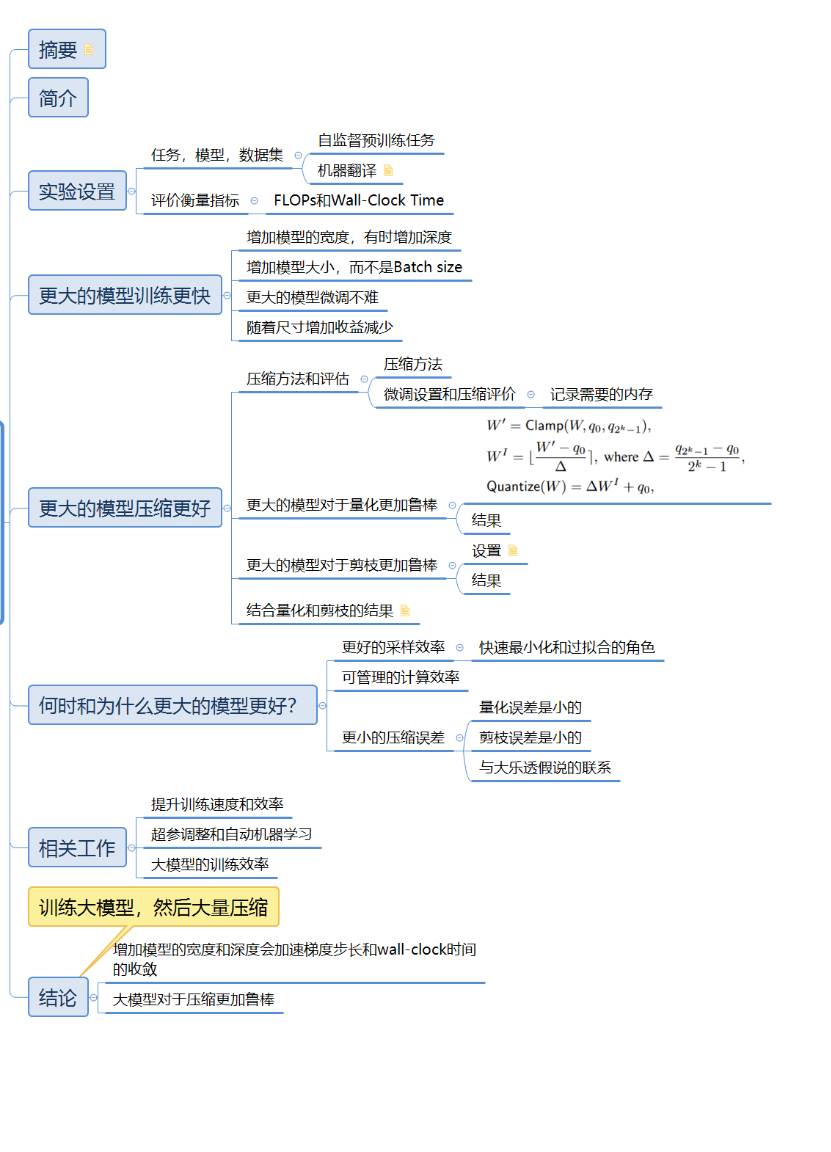 摘要
简介
实验设置
任务，模型，数据集
自监督预训练任务
机器翻译
评价衡量指标
FLOPs和Wall-Clock Time
更大的模型训练更快
增加模型的宽度，有时增加深度
增加模型大小，而不是Batch size
更大的模型微调不难
随着尺寸增加收益减少
更大的模型压缩更好
压缩方法和评估
压缩方法
微调设置和压缩评价
记录需要的内存
更大的模型对于量化更加鲁棒
W′ = Clamp(W, q₀, q_{2^k−1}),
W^I = ⌊(W′ − q₀)/Δ⌉, where Δ = (q_{2^k−1} − q₀)/(2^k − 1),
Quantize(W) = ΔW^I + q₀,
结果
更大的模型对于剪枝更加鲁棒
设置
结果
结合量化和剪枝的结果
何时和为什么更大的模型更好？
更好的采样效率
快速最小化和过拟合的角色
可管理的计算效率
更小的压缩误差
量化误差是小的
剪枝误差是小的
与大乐透假说的联系
相关工作
提升训练速度和效率
超参调整和自动机器学习
大模型的训练效率
训练大模型，然后大量压缩
结论
增加模型的宽度和深度会加速梯度步长和wall-clock时间
的收敛
大模型对于压缩更加鲁棒